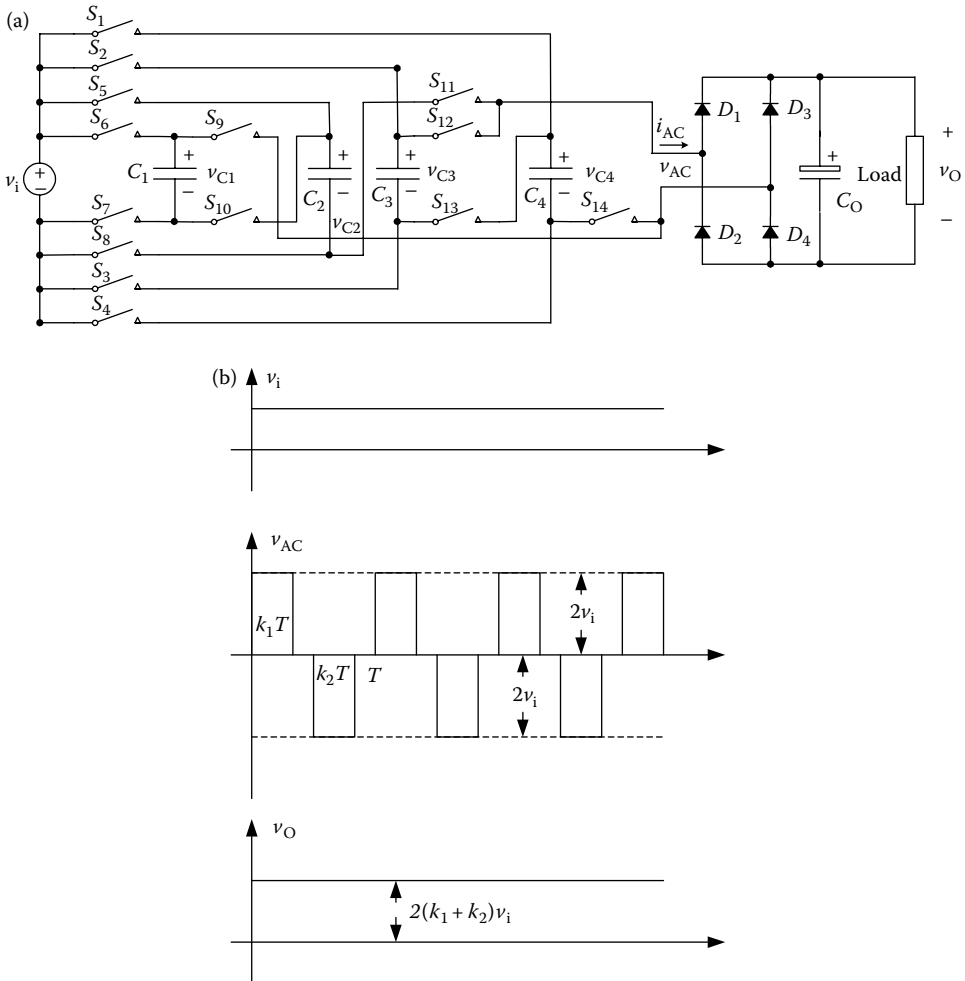 (a)
S1
S2
S5
S6
S9
S11
S12
C1
vC1
C2
vC2
C3
vC3
C4
vC4
vi
+
−
S7
S10
S13
S14
S8
S3
S4
iAC
vAC
D1
D3
D2
D4
CO
Load
vO
+
−
(b)
vi
vAC
k1T
k2T
T
2vi
2vi
vO
2(k1 + k2)vi